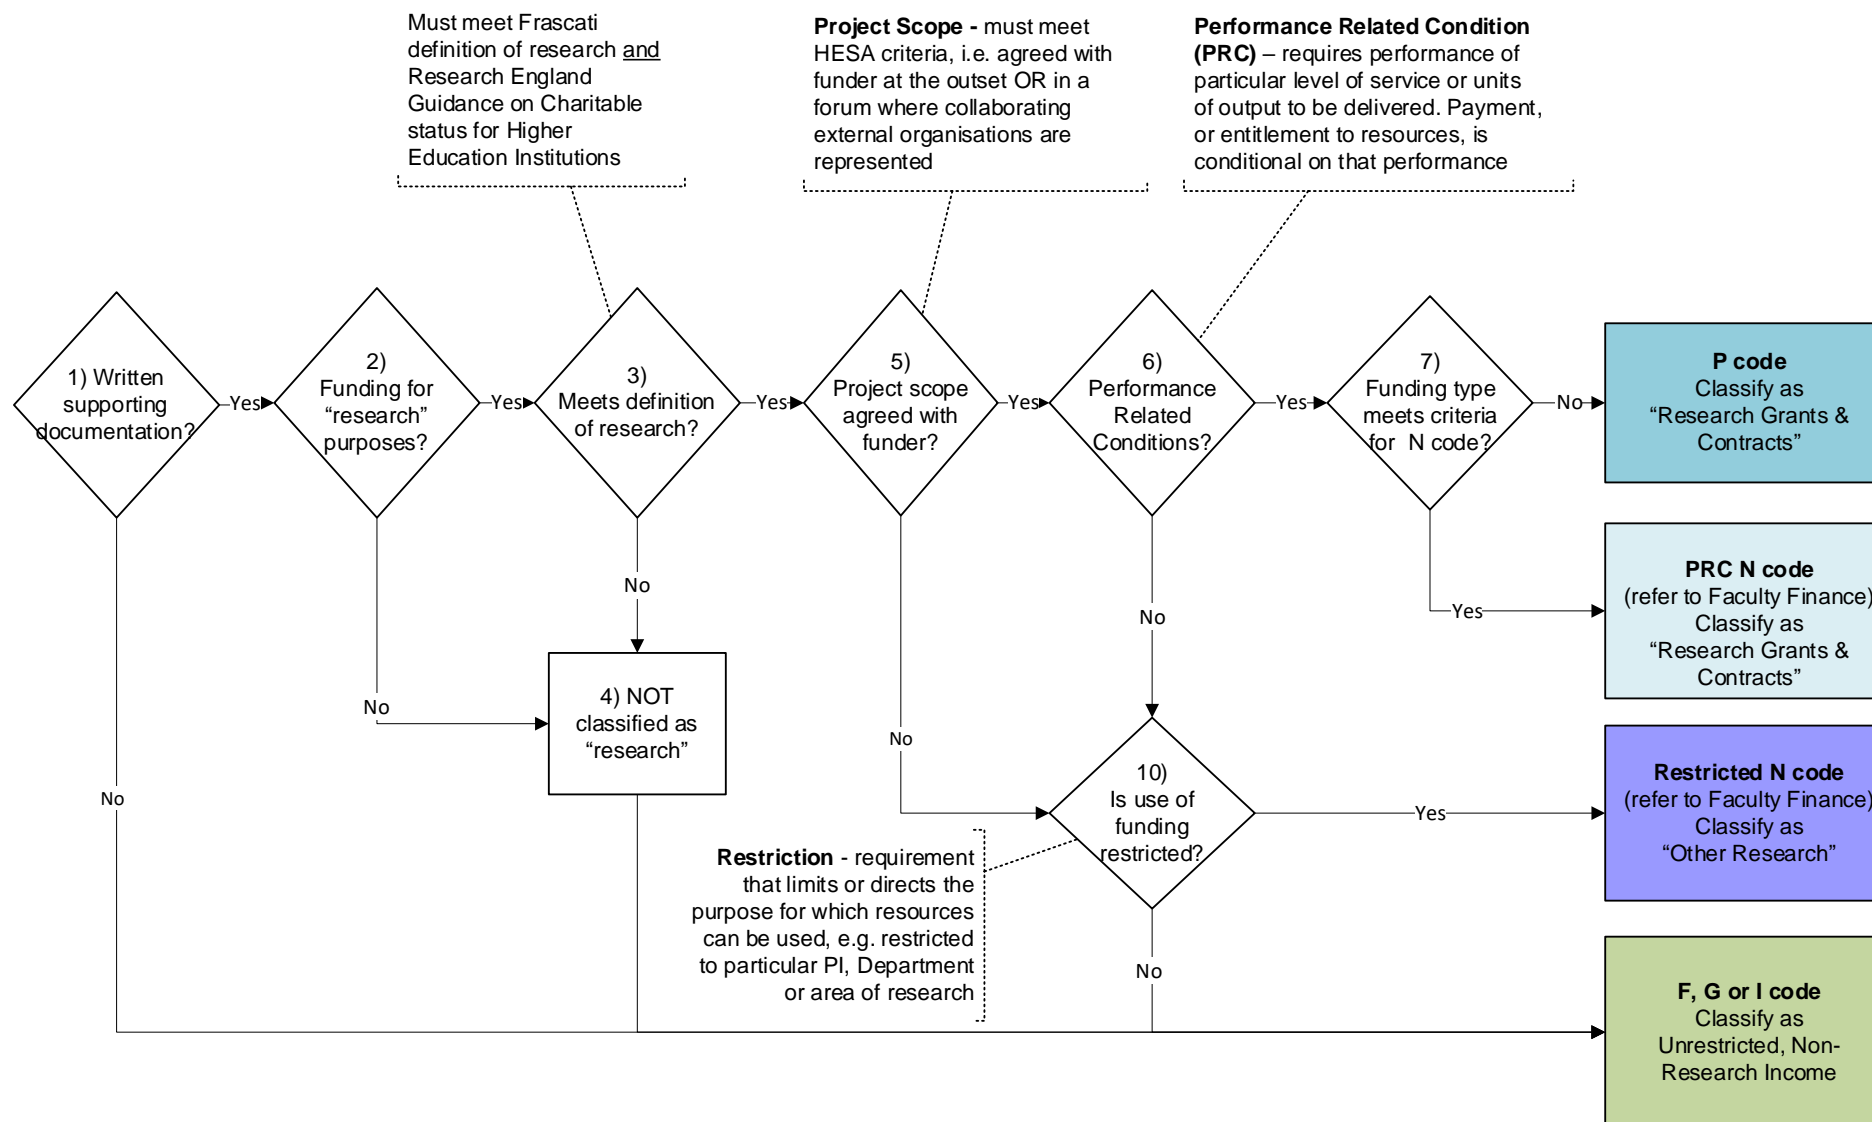 Must meet Frascati
definition of research and
Research England
Guidance on Charitable
status for Higher
Education Institutions
Project Scope - must meet
HESA criteria, i.e. agreed with
funder at the outset OR in a
forum where collaborating
external organisations are
represented
Performance Related Condition
(PRC) – requires performance of
particular level of service or units
of output to be delivered. Payment,
or entitlement to resources, is
conditional on that performance
1) Written
supporting
documentation?
Yes
2)
Funding for
“research”
purposes?
Yes
3)
Meets definition
of research?
Yes
5)
Project scope
agreed with
funder?
Yes
6)
Performance
Related
Conditions?
Yes
7)
Funding type
meets criteria
for N code?
No
P code
Classify as
“Research Grants &
Contracts”
No
No
No
No
No
Yes
PRC N code
(refer to Faculty Finance)
Classify as
“Research Grants &
Contracts”
4) NOT
classified as
“research”
10)
Is use of
funding
restricted?
Yes
Restricted N code
(refer to Faculty Finance)
Classify as
“Other Research”
Restriction - requirement
that limits or directs the
purpose for which resources
can be used, e.g. restricted
to particular PI, Department
or area of research
No
F, G or I code
Classify as
Unrestricted, Non-
Research Income